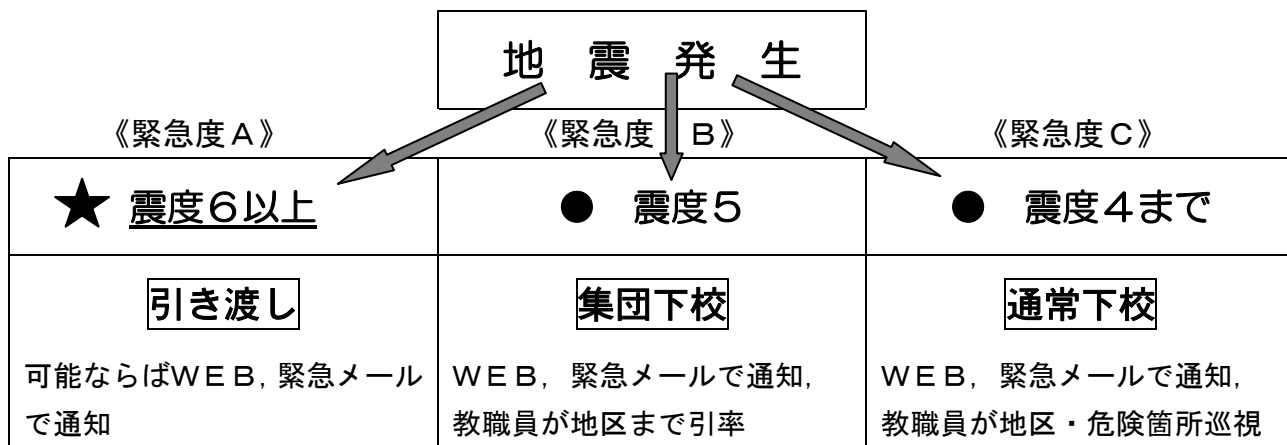 地 震 発 生
《緊急度A》
《緊急度 B》
《緊急度C》
★ 震度6以上
● 震度5
● 震度4まで
引き渡し
集団下校
通常下校
可能ならばWEB,緊急メール
で通知
WEB,緊急メールで通知,
教職員が地区まで引率
WEB,緊急メールで通知,
教職員が地区・危険箇所巡視